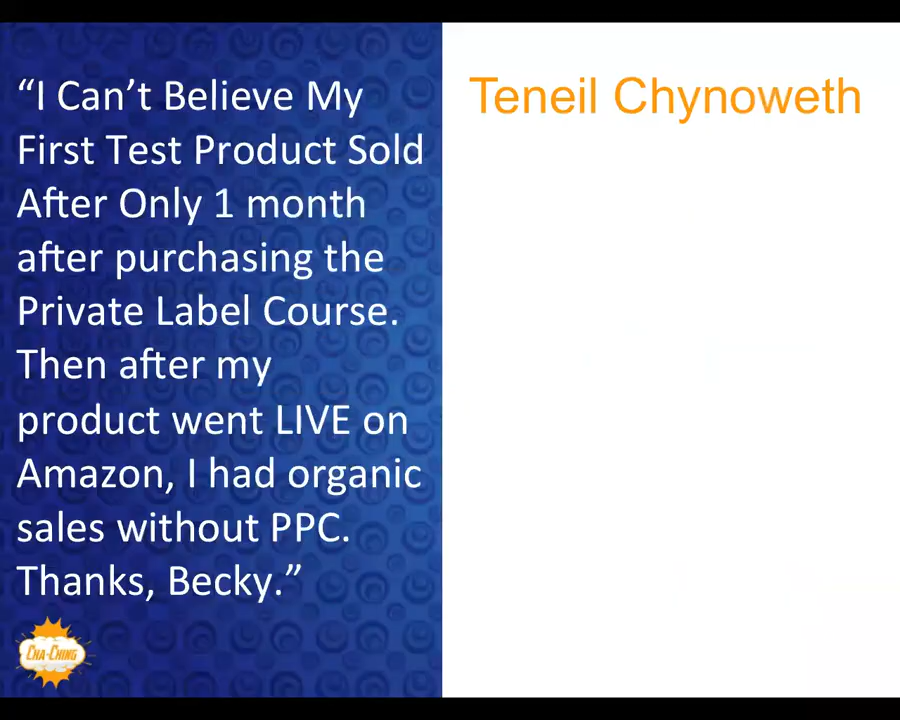 “I Can’t Believe My
First Test Product Sold
After Only 1 month
after purchasing the
Private Label Course.
Then after my
product went LIVE on
Amazon, I had organic
sales without PPC.
Thanks, Becky.”
CHA-CHING
Teneil Chynoweth